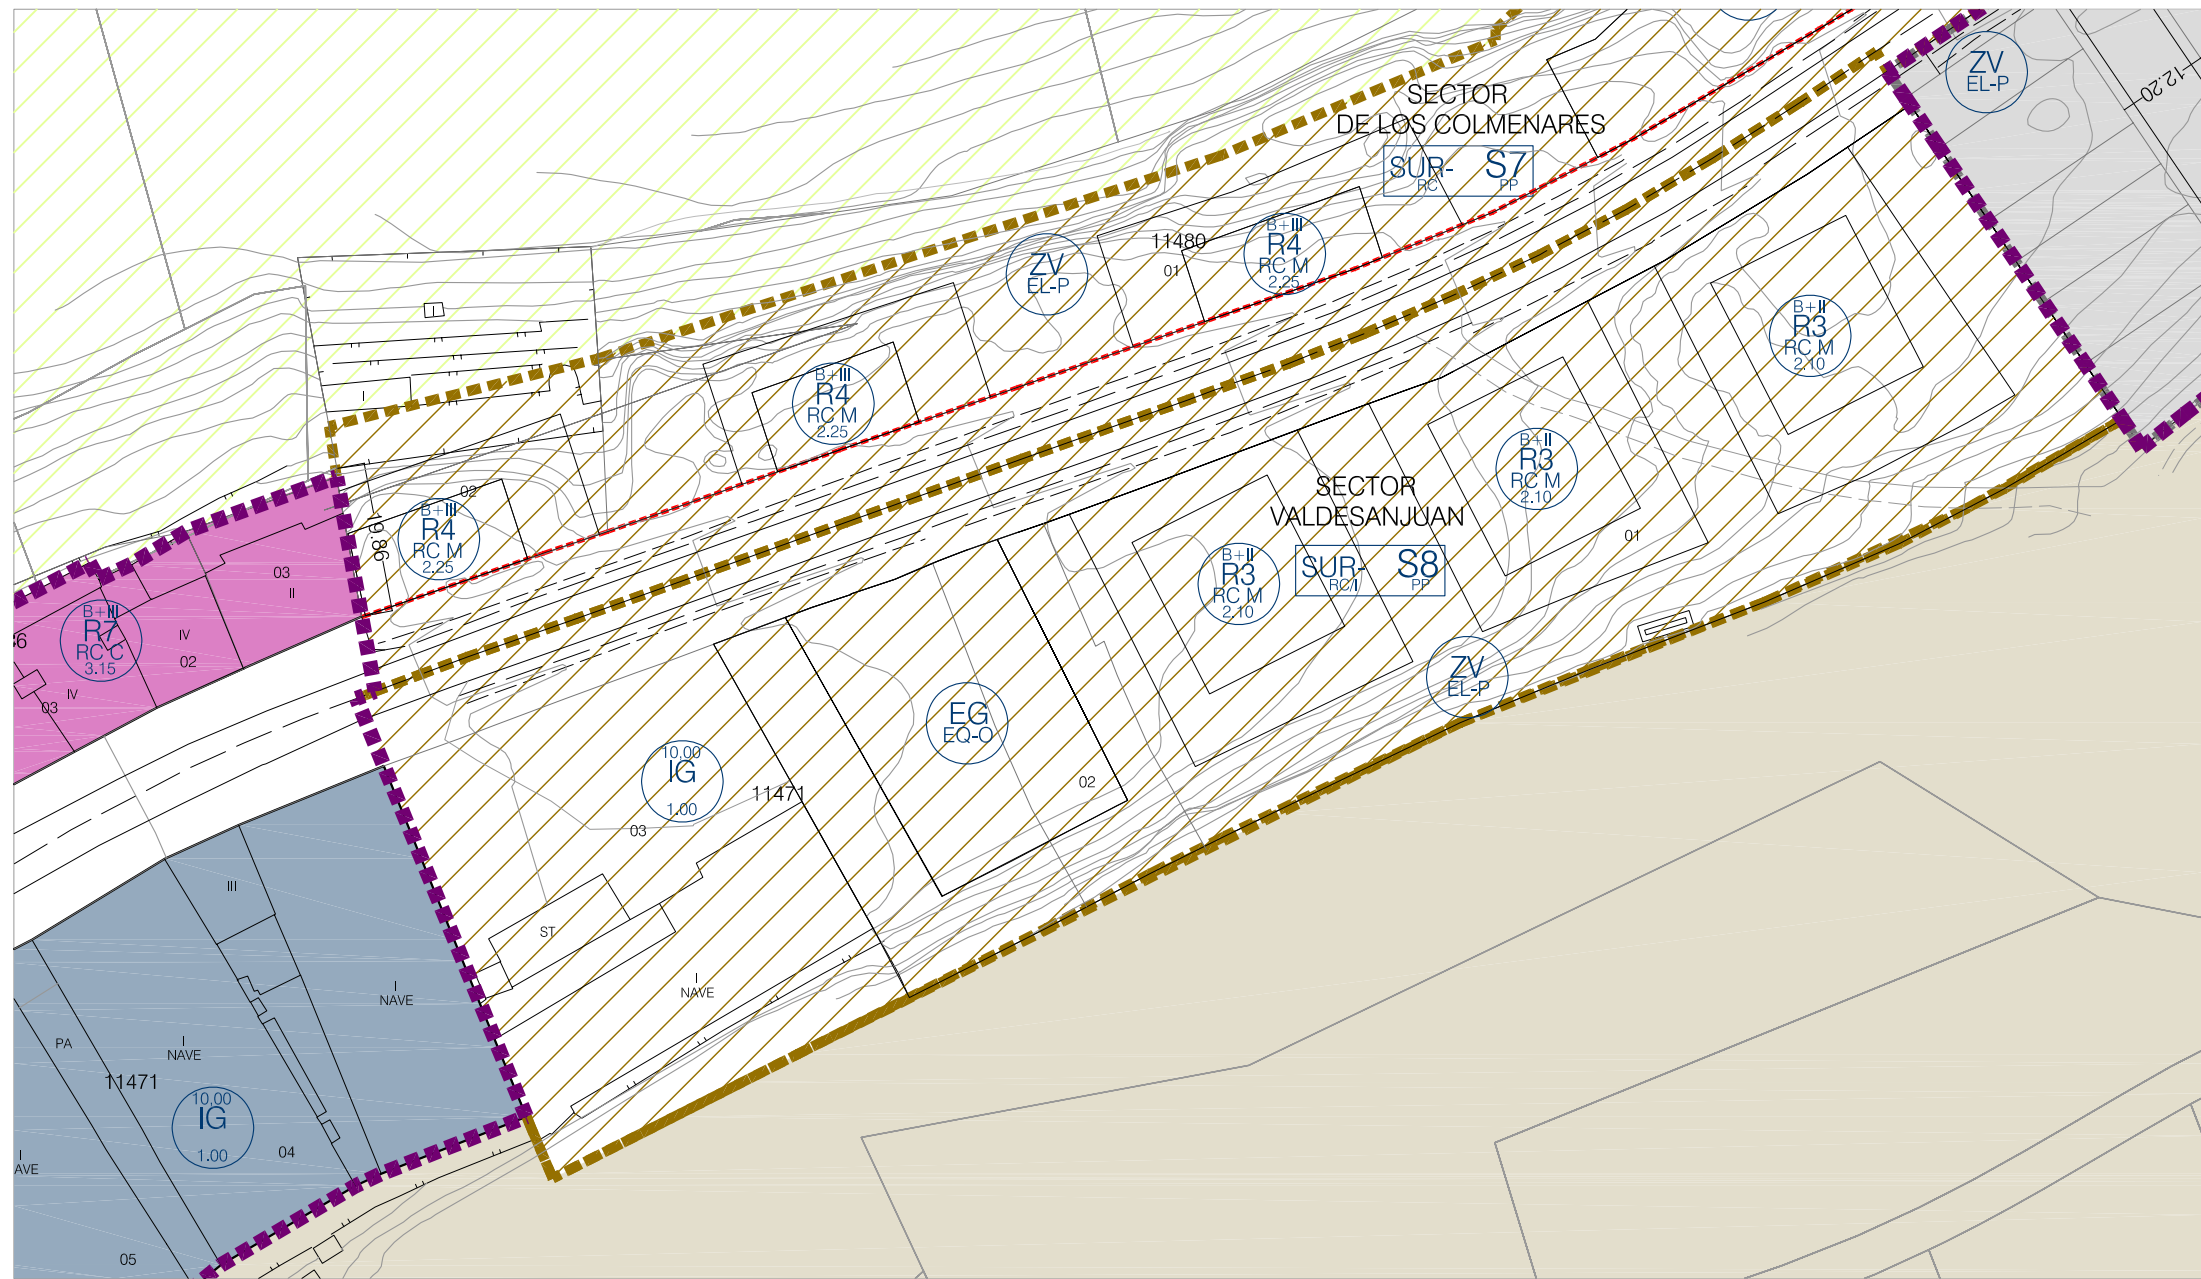 ZV
EL-P
12.20
SECTOR
DE LOS COLMENARES
SUR- S7
RC PP
B+III
R4
RC M
2.25
11480
01
ZV
EL-P
B+II
R3
RC M
2.10
B+III
R4
RC M
2.25
B+II
R3
RC M
2.10
SECTOR
VALDESANJUAN
SUR- S8
RC/I PP
B+II
R3
RC M
2.10
01
I
I
02
B+III
R4
RC M
2.25
19.86
03
II
B+III
R7
RC C
3.15
IV
02
IV
03
ZV
EL-P
EG
EQ-O
02
10,00
IG
1.00
11471
03
ST
I
NAVE
III
I
NAVE
PA
I
NAVE
11471
10,00
IG
1.00
04
I
AVE
05